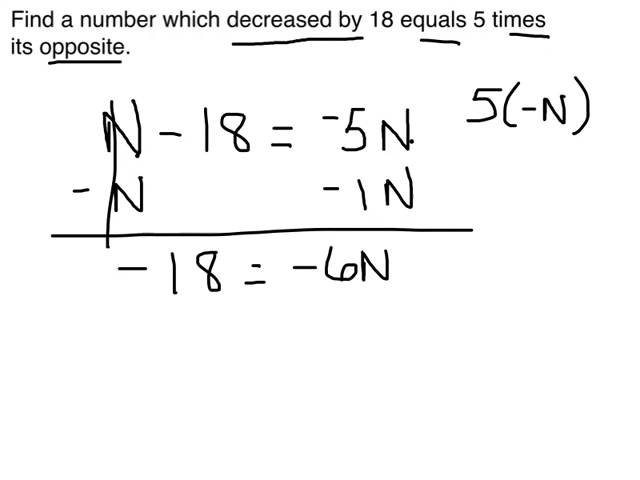 Find a number which decreased by 18 equals 5 times
its opposite.
5(-N)
N - 18 = -5N
- N -1N
-18 = -6N